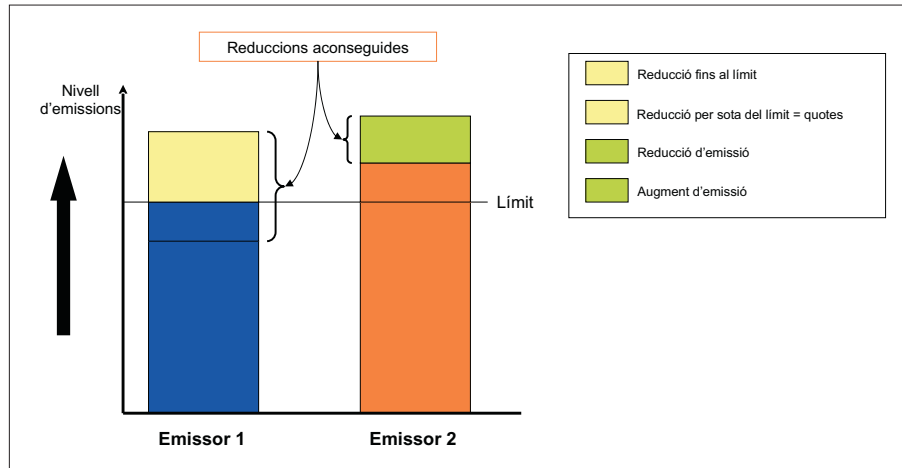 Reduccions aconseguides
Nivell
d'emissions
Límit
Emissor 1
Emissor 2
Reducció fins al límit
Reducció per sota del límit = quotes
Reducció d'emissió
Augment d'emissió